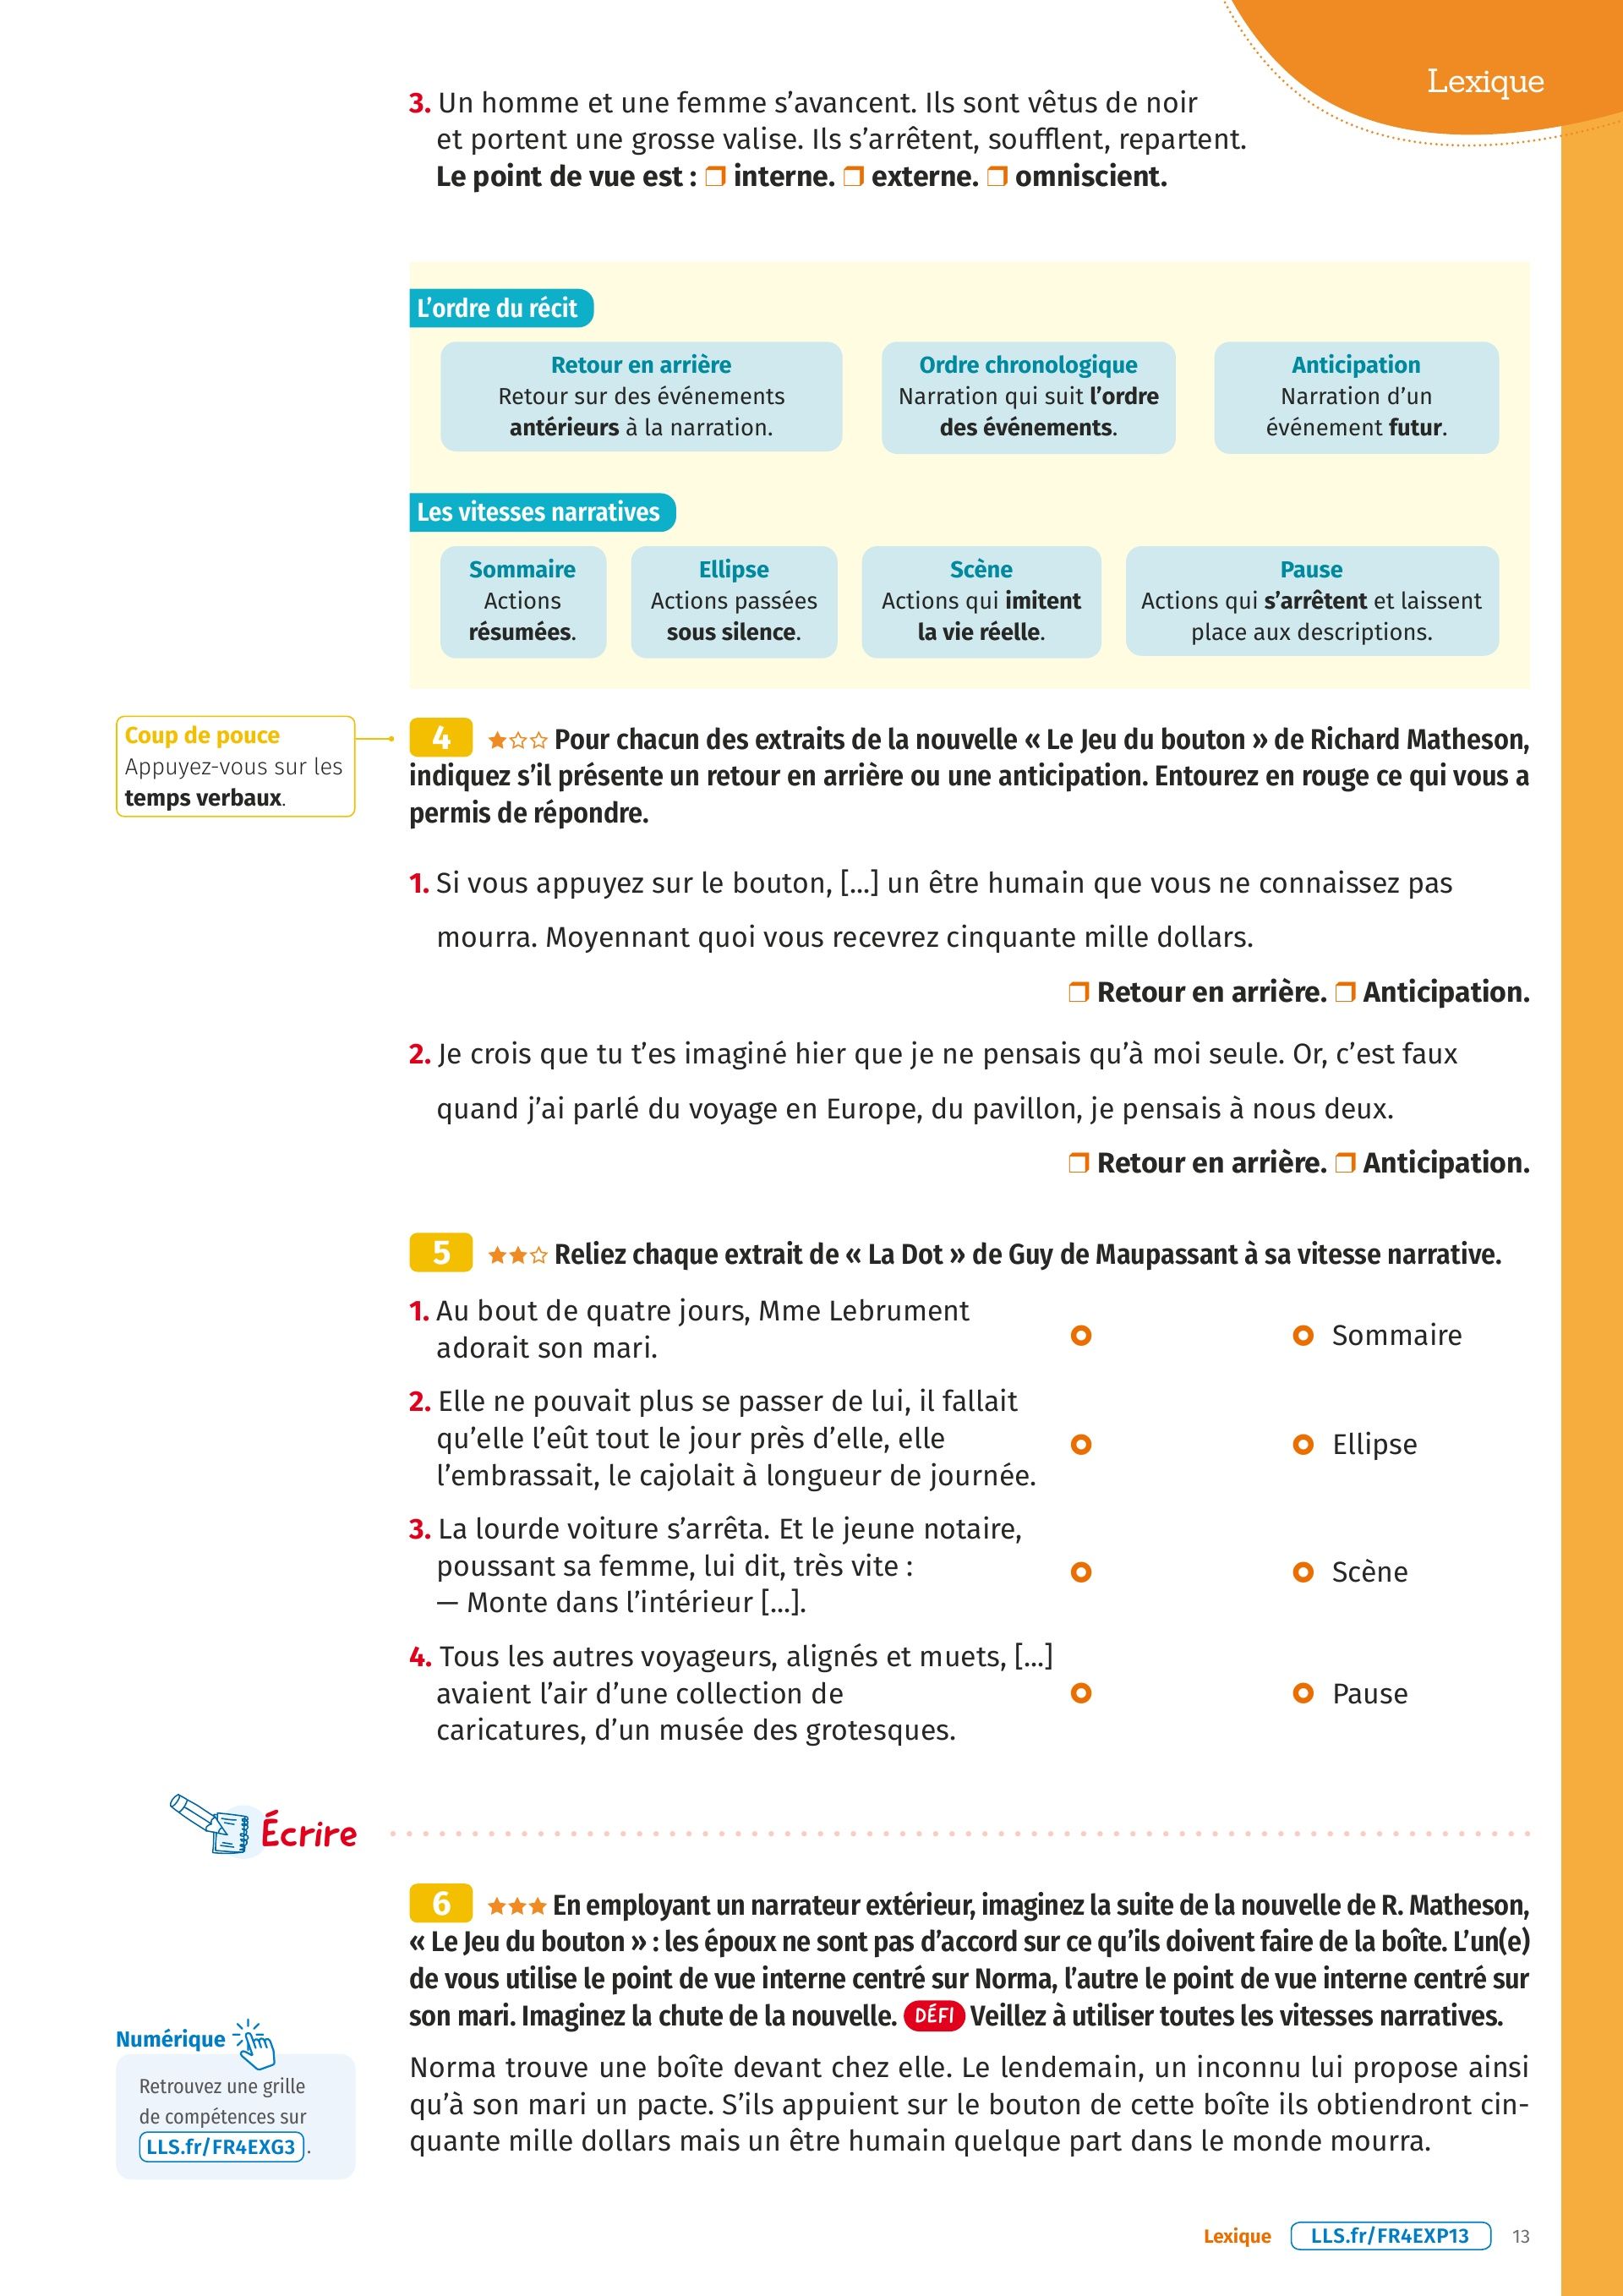 Lexique
3. Un homme et une femme s’avancent. Ils sont vêtus de noir
et portent une grosse valise. Ils s’arrêtent, soufflent, repartent.
Le point de vue est : ❒ interne. ❒ externe. ❒ omniscient.
L’ordre du récit
Retour en arrière
Retour sur des événements
antérieurs à la narration.
Ordre chronologique
Narration qui suit l’ordre
des événements.
Anticipation
Narration d’un
événement futur.
Les vitesses narratives
Sommaire
Actions
résumées.
Ellipse
Actions passées
sous silence.
Scène
Actions qui imitent
la vie réelle.
Pause
Actions qui s’arrêtent et laissent
place aux descriptions.
Coup de pouce
Appuyez-vous sur les
temps verbaux.
4 ★☆☆ Pour chacun des extraits de la nouvelle « Le Jeu du bouton » de Richard Matheson,
indiquez s’il présente un retour en arrière ou une anticipation. Entourez en rouge ce qui vous a
permis de répondre.
1. Si vous appuyez sur le bouton, [...] un être humain que vous ne connaissez pas
mourra. Moyennant quoi vous recevrez cinquante mille dollars.
❒ Retour en arrière. ❒ Anticipation.
2. Je crois que tu t’es imaginé hier que je ne pensais qu’à moi seule. Or, c’est faux
quand j’ai parlé du voyage en Europe, du pavillon, je pensais à nous deux.
❒ Retour en arrière. ❒ Anticipation.
5 ★★☆ Reliez chaque extrait de « La Dot » de Guy de Maupassant à sa vitesse narrative.
1. Au bout de quatre jours, Mme Lebrument
adorait son mari.
Sommaire
2. Elle ne pouvait plus se passer de lui, il fallait
qu’elle l’eût tout le jour près d’elle, elle
l’embrassait, le cajolait à longueur de journée.
Ellipse
3. La lourde voiture s’arrêta. Et le jeune notaire,
poussant sa femme, lui dit, très vite :
— Monte dans l’intérieur [...].
Scène
4. Tous les autres voyageurs, alignés et muets, [...]
avaient l’air d’une collection de
caricatures, d’un musée des grotesques.
Pause
Écrire
6 ★★★ En employant un narrateur extérieur, imaginez la suite de la nouvelle de R. Matheson,
« Le Jeu du bouton » : les époux ne sont pas d’accord sur ce qu’ils doivent faire de la boîte. L’un(e)
de vous utilise le point de vue interne centré sur Norma, l’autre le point de vue interne centré sur
son mari. Imaginez la chute de la nouvelle. DÉFI Veillez à utiliser toutes les vitesses narratives.
Norma trouve une boîte devant chez elle. Le lendemain, un inconnu lui propose ainsi
qu’à son mari un pacte. S’ils appuient sur le bouton de cette boîte ils obtiendront cin-
quante mille dollars mais un être humain quelque part dans le monde mourra.
Numérique
Retrouvez une grille
de compétences sur
LLS.fr/FR4EXG3 .
Lexique LLS.fr/FR4EXP13 13